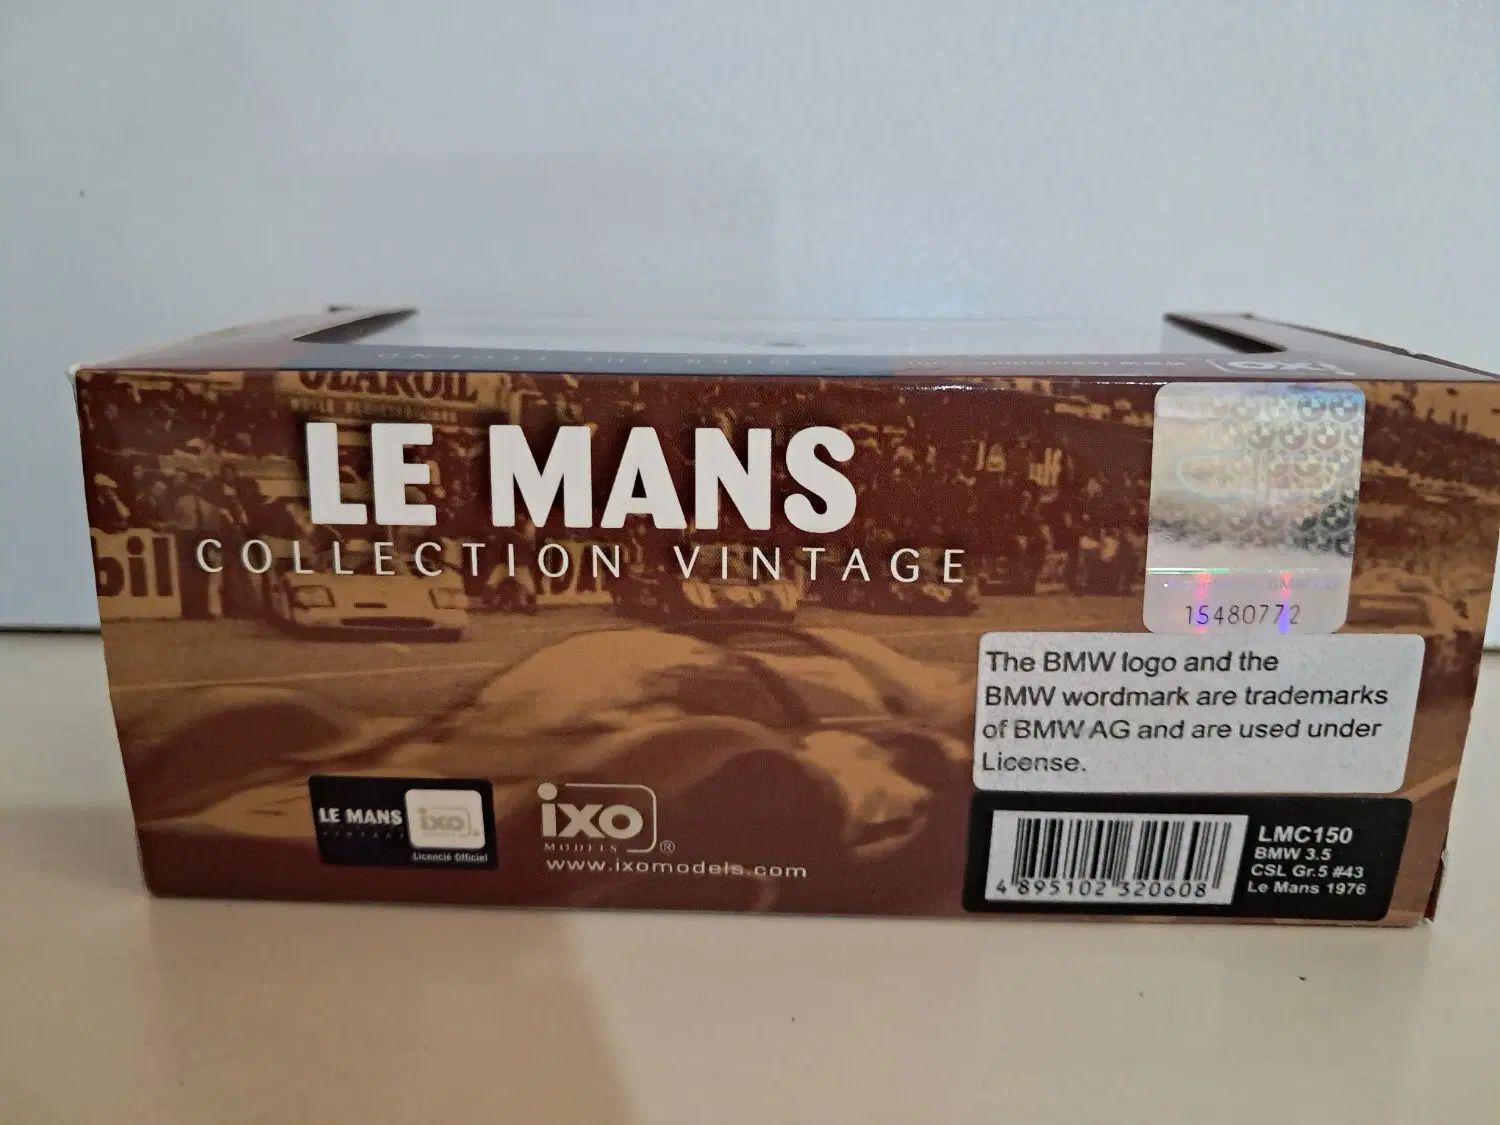 LE MANS
COLLECTION VINTAGE
bil
15480772
The BMW logo and the
BMW wordmark are trademarks
of BMW AG and are used under
License.
LE MANS
ixo
Licencié Officiel
ixo
MODELS ®
www.ixomodels.com
4 895102 320608
LMC150
BMW 3.5
CSL Gr.5 #43
Le Mans 1976